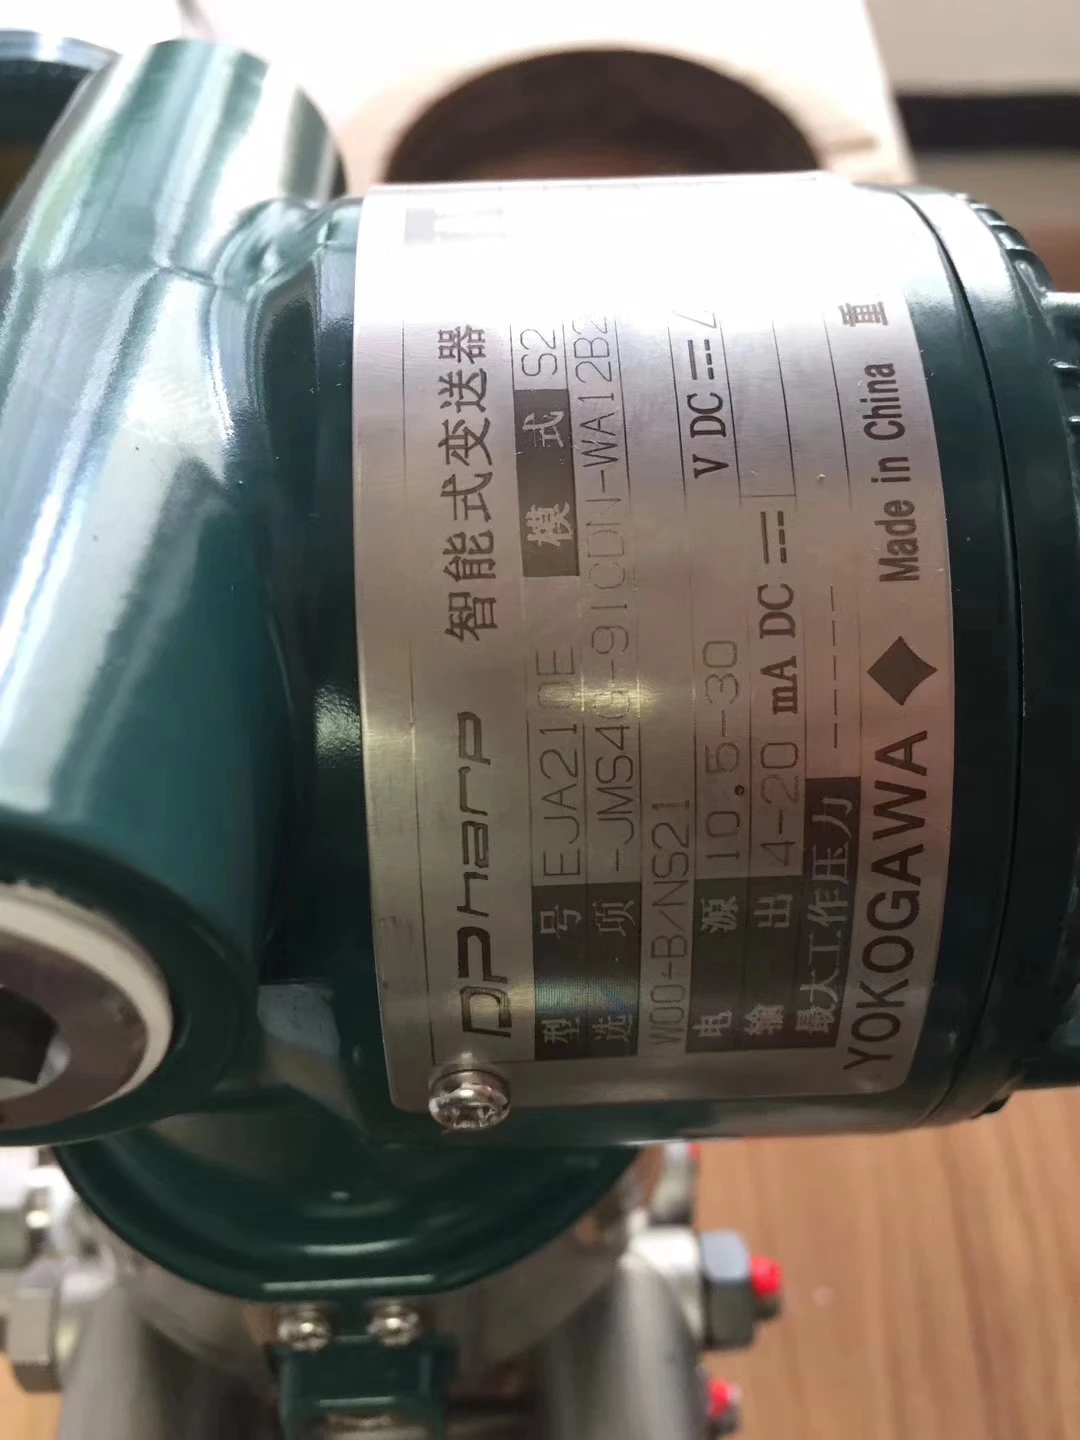 DPharp 智能式变送器
型号 EJA210E 模式 S2
选项 -JMS4G-91CDN-WA12B2
W00-B/NS21
电源 10.5-30 V DC
输出 4-20 mA DC
最大工作压力 ------
YOKOGAWA Made in China 重